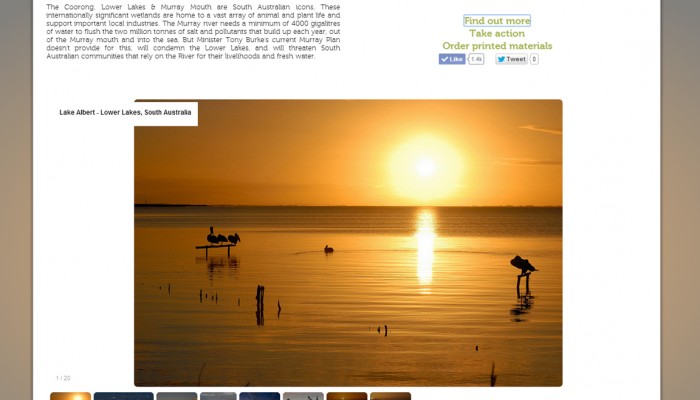 The Coorong, Lower Lakes & Murray Mouth are South Australian icons. These
internationally significant wetlands are home to a vast array of animal and plant life and
support important local industries. The Murray river needs a minimum of 4000 gigalitres
of water to flush the two million tonnes of salt and pollutants that build up each year, out
of the Murray mouth and into the sea. But Minister Tony Burke's current Murray Plan
doesn't provide for this, will condemn the Lower Lakes, and will threaten South
Australian communities that rely on the River for their livelihoods and fresh water.
Find out more
Take action
Order printed materials
Like 1.4k Tweet 0
Lake Albert - Lower Lakes, South Australia
1 / 20